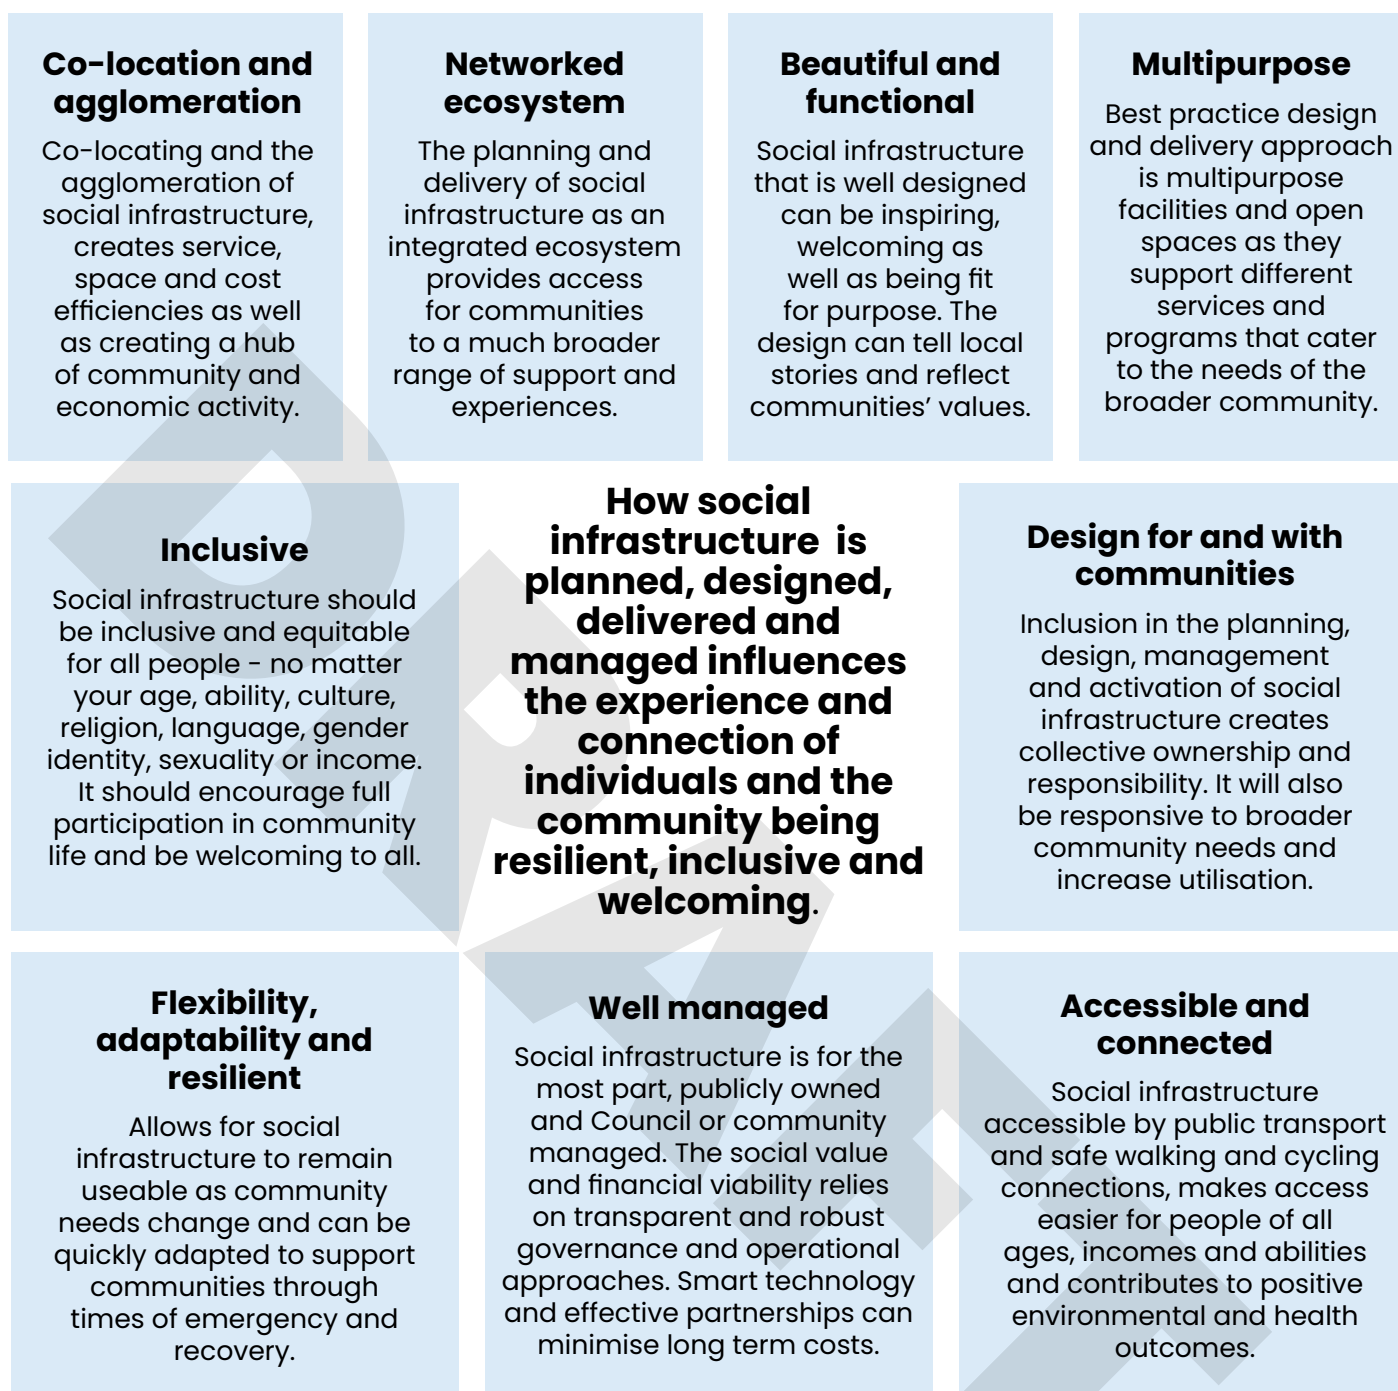 Co-location and
agglomeration
Co-locating and the
agglomeration of
social infrastructure,
creates service,
space and cost
efficiencies as well
as creating a hub
of community and
economic activity.
Networked
ecosystem
The planning and
delivery of social
infrastructure as an
integrated ecosystem
provides access
for communities
to a much broader
range of support and
experiences.
Beautiful and
functional
Social infrastructure
that is well designed
can be inspiring,
welcoming as
well as being fit
for purpose. The
design can tell local
stories and reflect
communities’ values.
Multipurpose
Best practice design
and delivery approach
is multipurpose
facilities and open
spaces as they
support different
services and
programs that cater
to the needs of the
broader community.
Inclusive
Social infrastructure should
be inclusive and equitable
for all people - no matter
your age, ability, culture,
religion, language, gender
identity, sexuality or income.
It should encourage full
participation in community
life and be welcoming to all.
How social
infrastructure is
planned, designed,
delivered and
managed influences
the experience and
connection of
individuals and the
community being
resilient, inclusive and
welcoming.
Design for and with
communities
Inclusion in the planning,
design, management
and activation of social
infrastructure creates
collective ownership and
responsibility. It will also
be responsive to broader
community needs and
increase utilisation.
Flexibility,
adaptability and
resilient
Allows for social
infrastructure to remain
useable as community
needs change and can be
quickly adapted to support
communities through
times of emergency and
recovery.
Well managed
Social infrastructure is for the
most part, publicly owned
and Council or community
managed. The social value
and financial viability relies
on transparent and robust
governance and operational
approaches. Smart technology
and effective partnerships can
minimise long term costs.
Accessible and
connected
Social infrastructure
accessible by public transport
and safe walking and cycling
connections, makes access
easier for people of all
ages, incomes and abilities
and contributes to positive
environmental and health
outcomes.
DRAFT